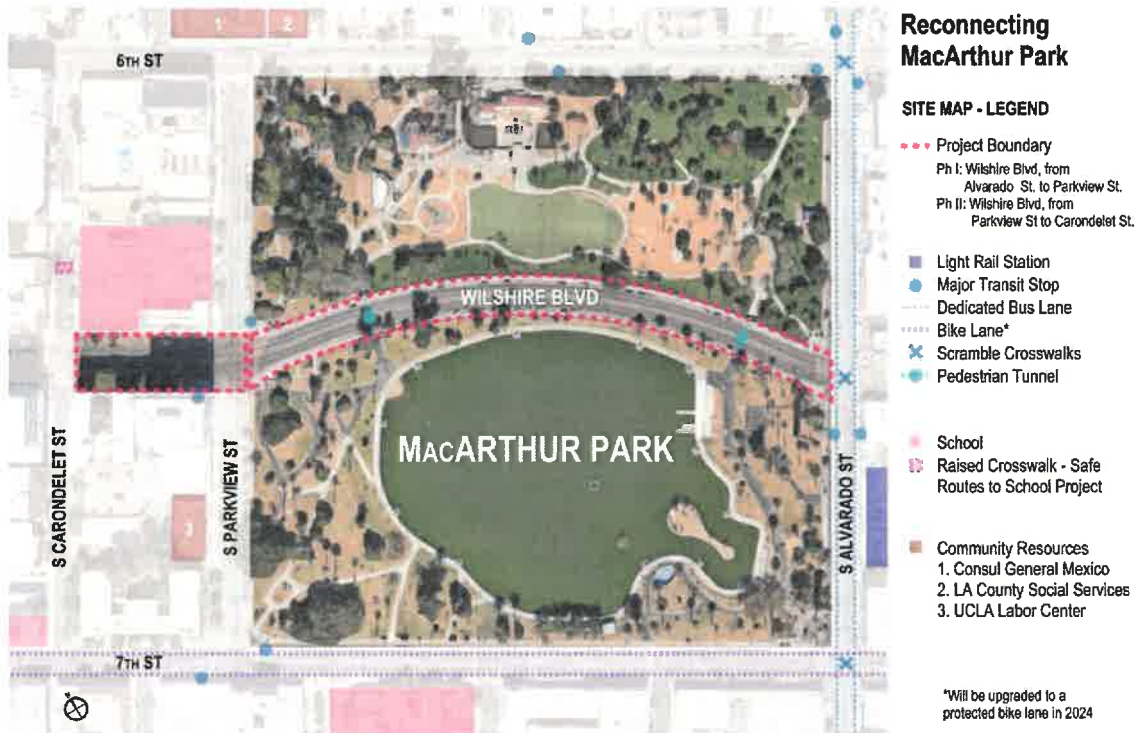 Reconnecting
MacArthur Park
SITE MAP - LEGEND
Project Boundary
Ph I: Wilshire Blvd, from
Alvarado St. to Parkview St.
Ph II: Wilshire Blvd, from
Parkview St to Carondelet St.
Light Rail Station
Major Transit Stop
Dedicated Bus Lane
Bike Lane*
Scramble Crosswalks
Pedestrian Tunnel
School
Raised Crosswalk - Safe
Routes to School Project
Community Resources
1. Consul General Mexico
2. LA County Social Services
3. UCLA Labor Center
*Will be upgraded to a
protected bike lane in 2024
1
2
6TH ST
WILSHIRE BLVD
MACARTHUR PARK
S CARONDELET ST
S PARKVIEW ST
S ALVARADO ST
3
7TH ST